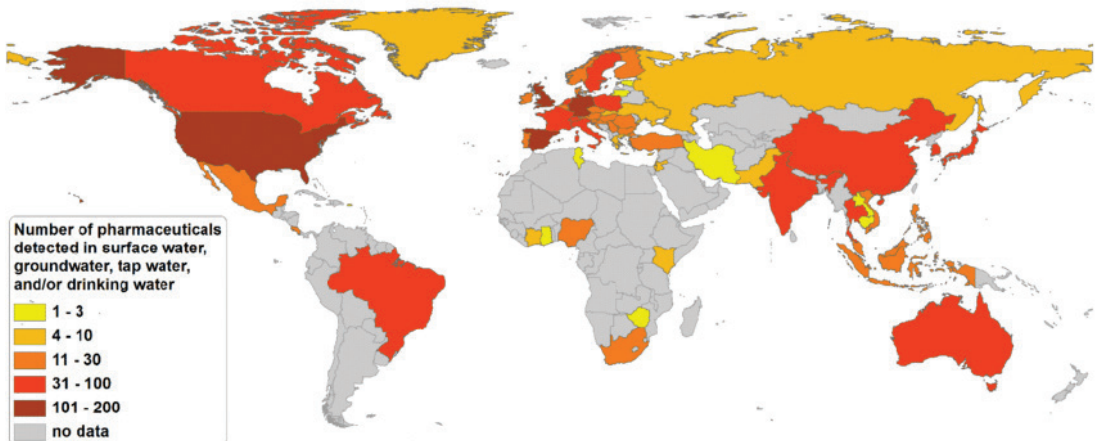 Number of pharmaceuticals
detected in surface water,
groundwater, tap water,
and/or drinking water
1 - 3
4 - 10
11 - 30
31 - 100
101 - 200
no data